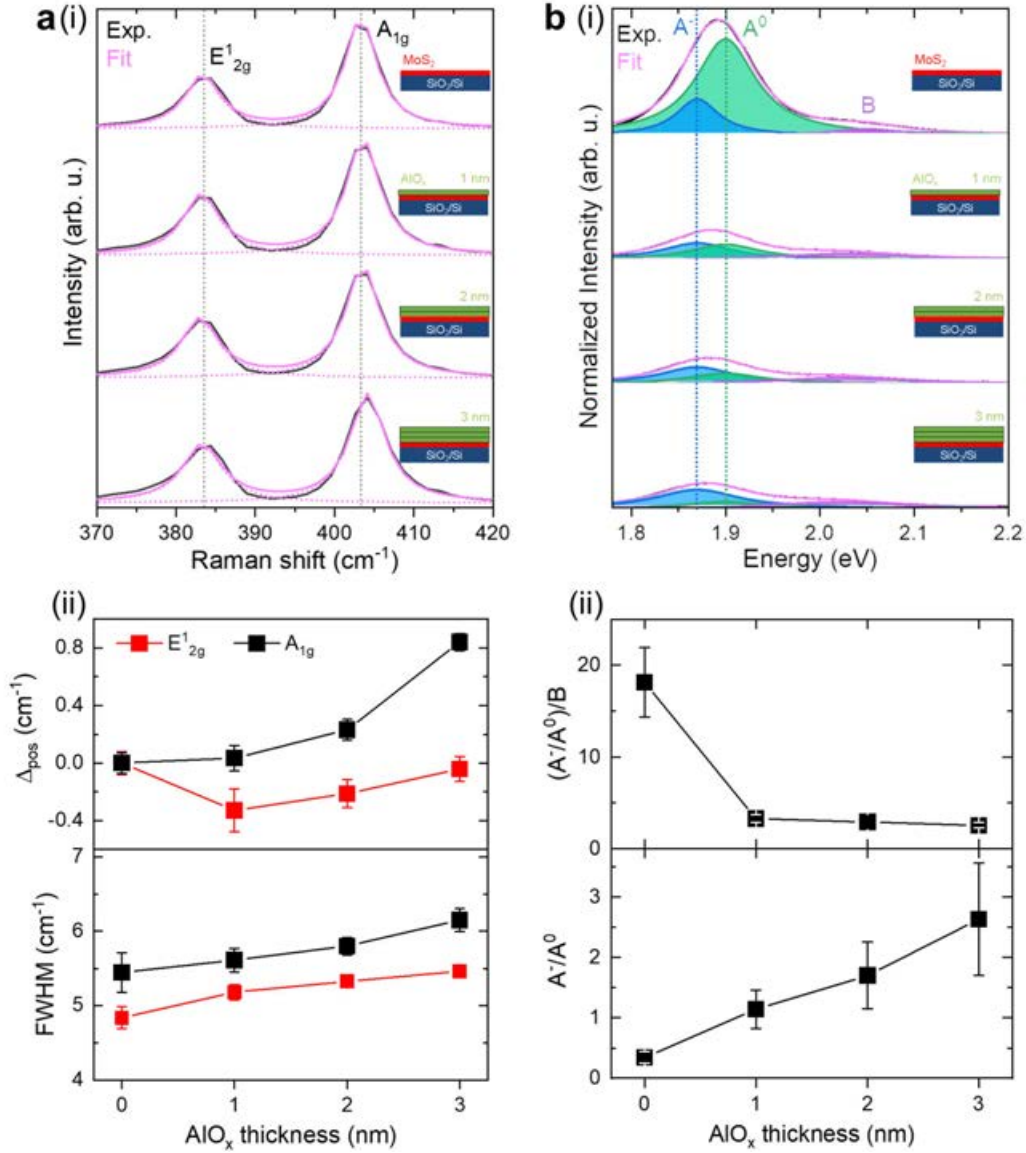 a (i)
Exp.
Fit
E¹₂g
A₁g
MoS₂
SiO₂/Si
AlOₓ 1 nm
SiO₂/Si
2 nm
SiO₂/Si
3 nm
SiO₂/Si
Intensity (arb. u.)
370 380 390 400 410 420
Raman shift (cm⁻¹)
b (i)
Exp.
Fit
A⁻
A⁰
B
MoS₂
SiO₂/Si
AlOₓ 1 nm
SiO₂/Si
2 nm
SiO₂/Si
3 nm
SiO₂/Si
Normalized Intensity (arb. u.)
1.8 1.9 2.0 2.1 2.2
Energy (eV)
(ii)
E¹₂g A₁g
0.8
0.4
0.0
-0.4
Δpos (cm⁻¹)
7
6
5
4
FWHM (cm⁻¹)
0 1 2 3
AlOₓ thickness (nm)
(ii)
20
10
0
(A⁻/A⁰)/B
3
2
1
0
A⁻/A⁰
0 1 2 3
AlOₓ thickness (nm)